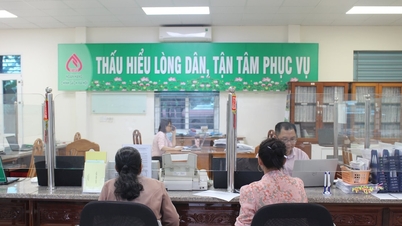 THẤU HIỂU LÒNG DÂN, TẬN TÂM PHỤC VỤ